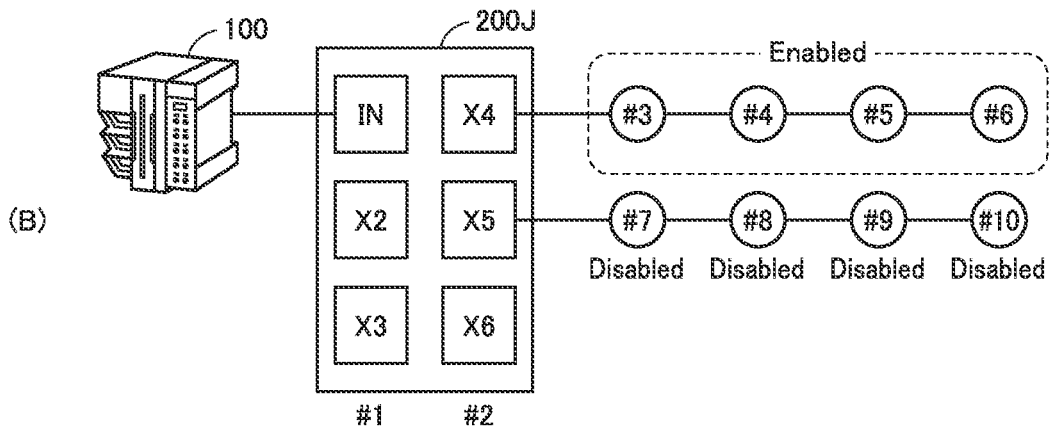 100
200J
Enabled
IN
X4
#3
#4
#5
#6
(B)
X2
X5
#7
#8
#9
#10
Disabled
Disabled
Disabled
Disabled
X3
X6
#1
#2